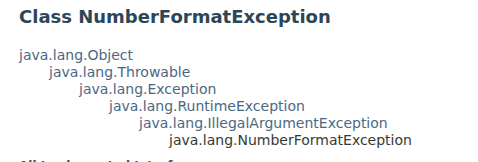 Class NumberFormatException
java.lang.Object
java.lang.Throwable
java.lang.Exception
java.lang.RuntimeException
java.lang.IllegalArgumentException
java.lang.NumberFormatException